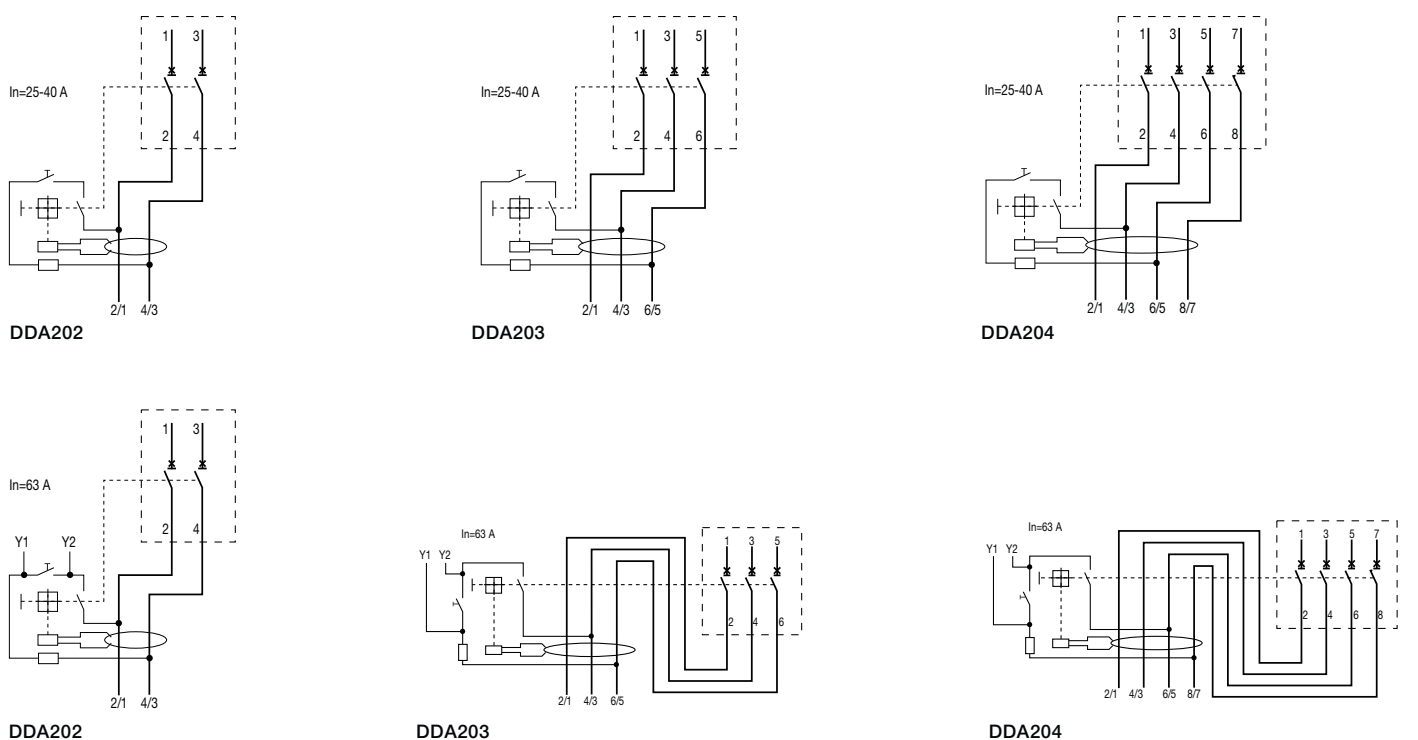 1 3
In=25-40 A
2 4
2/1 4/3
DDA202
1 3 5
In=25-40 A
2 4 6
2/1 4/3 6/5
DDA203
1 3 5 7
In=25-40 A
2 4 6 8
2/1 4/3 6/5 8/7
DDA204
1 3
In=63 A
2 4
Y1 Y2
2/1 4/3
DDA202
In=63 A
1 3 5
Y1 Y2
2 4 6
2/1 4/3 6/5
DDA203
In=63 A
1 3 5 7
Y1 Y2
2 4 6 8
2/1 4/3 6/5 8/7
DDA204